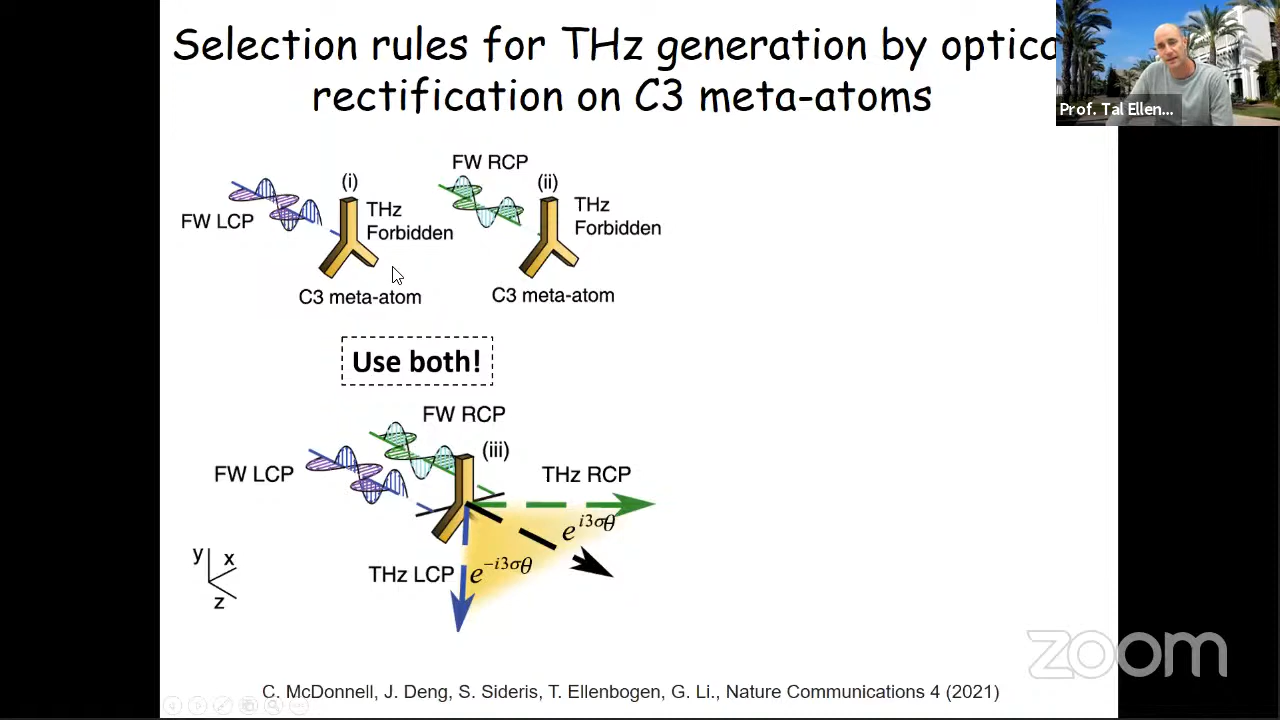 Selection rules for THz generation by optica
rectification on C3 meta-atoms
Prof. Tal Ellen...
FW LCP
(i)
THz
Forbidden
C3 meta-atom
FW RCP
(ii)
THz
Forbidden
C3 meta-atom
Use both!
FW RCP
(iii)
FW LCP
THz RCP
e^{i3σθ}
THz LCP
e^{-i3σθ}
y
x
z
zoom
C. McDonnell, J. Deng, S. Sideris, T. Ellenbogen, G. Li., Nature Communications 4 (2021)